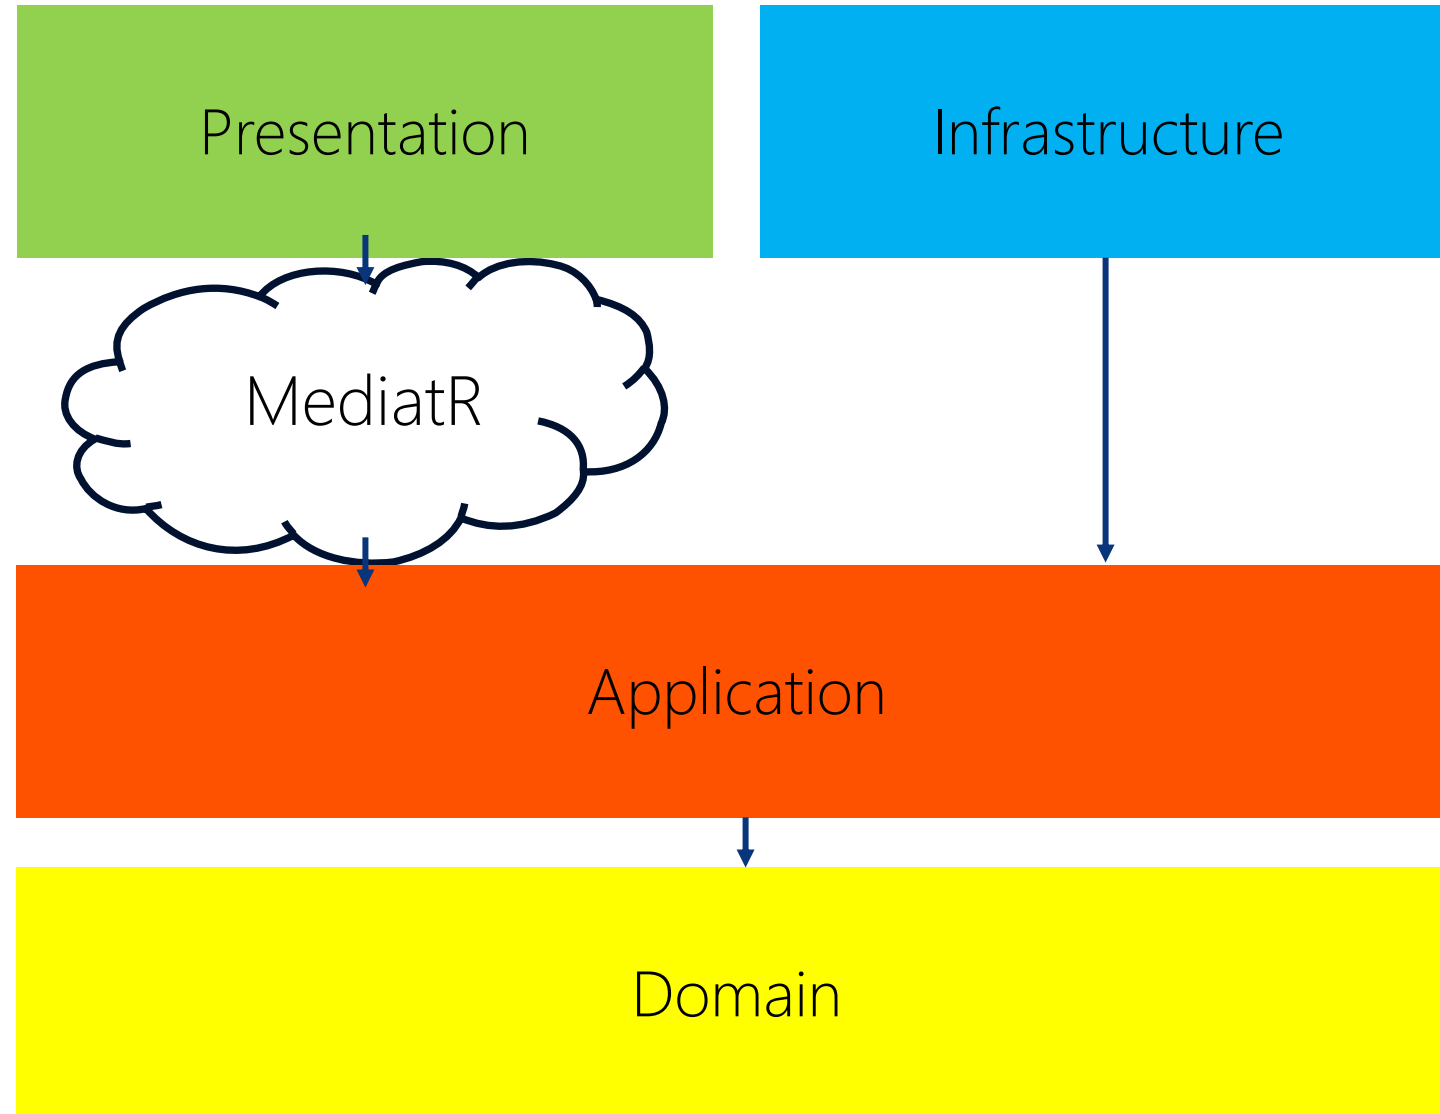 Presentation
Infrastructure
MediatR
Application
Domain